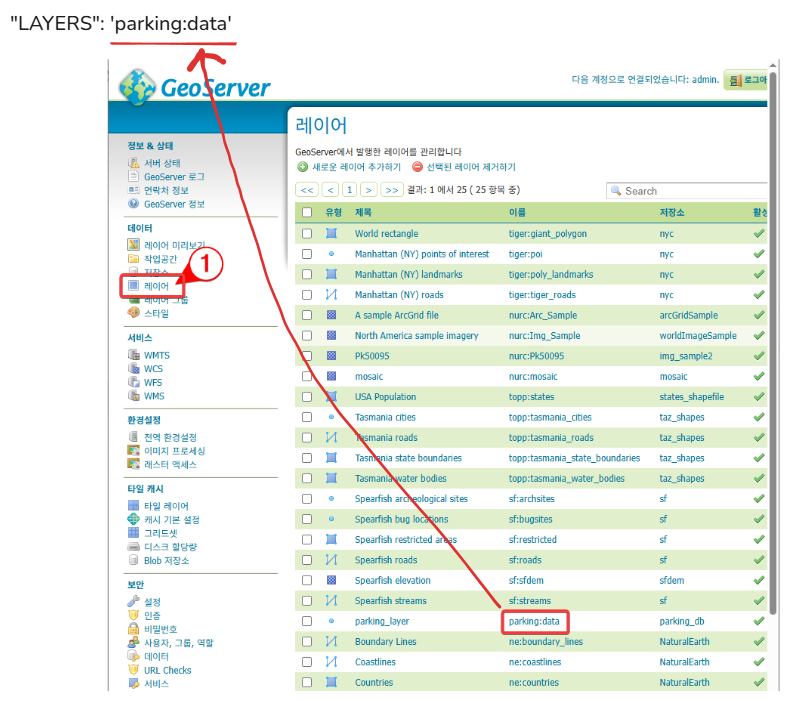 "LAYERS": 'parking:data'
GeoServer
다음 계정으로 연결되었습니다: admin.
로그아
레이어
GeoServer에서 발행한 레이어를 관리합니다
새로운 레이어 추가하기 선택된 레이어 제거하기
<< < 1 > >> 결과: 1 에서 25 ( 25 항목 중) Search
유형 제목 이름 저장소 활성
World rectangle tiger:giant_polygon nyc
Manhattan (NY) points of interest tiger:poi nyc
Manhattan (NY) landmarks tiger:poly_landmarks nyc
Manhattan (NY) roads tiger:tiger_roads nyc
A sample ArcGrid file nurc:Arc_Sample arcGridSample
North America sample imagery nurc:Img_Sample worldImageSample
Pk50095 nurc:Pk50095 img_sample2
mosaic nurc:mosaic mosaic
USA Population topp:states states_shapefile
Tasmania cities topp:tasmania_cities taz_shapes
Tasmania roads topp:tasmania_roads taz_shapes
Tasmania state boundaries topp:tasmania_state_boundaries taz_shapes
Tasmania water bodies topp:tasmania_water_bodies taz_shapes
Spearfish archeological sites sf:archsites sf
Spearfish bug locations sf:bugsites sf
Spearfish restricted areas sf:restricted sf
Spearfish roads sf:roads sf
Spearfish elevation sf:sfdem sfdem
Spearfish streams sf:streams sf
parking_layer parking:data parking_db
Boundary Lines ne:boundary_lines NaturalEarth
Coastlines ne:coastlines NaturalEarth
Countries ne:countries NaturalEarth
정보 & 상태
서버 상태
GeoServer 로그
연락처 정보
GeoServer 정보
데이터
레이어 미리보기
작업공간
저장소
1
레이어
레이어 그룹
스타일
서비스
WMTS
WCS
WFS
WMS
환경설정
전역 환경설정
이미지 프로세싱
래스터 액세스
타일 캐시
타일 레이어
캐시 기본 설정
그리드셋
디스크 할당량
Blob 저장소
보안
설정
인증
비밀번호
사용자, 그룹, 역할
데이터
URL Checks
서비스